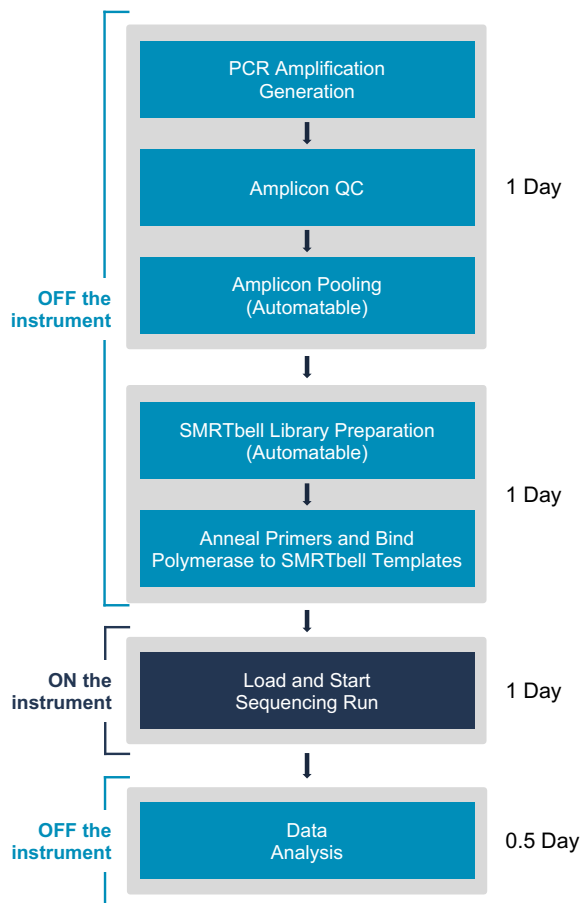 PCR Amplification
Generation
Amplicon QC
1 Day
Amplicon Pooling
(Automatable)
OFF the
instrument
SMRTbell Library Preparation
(Automatable)
1 Day
Anneal Primers and Bind
Polymerase to SMRTbell Templates
ON the
instrument
Load and Start
Sequencing Run
1 Day
OFF the
instrument
Data
Analysis
0.5 Day